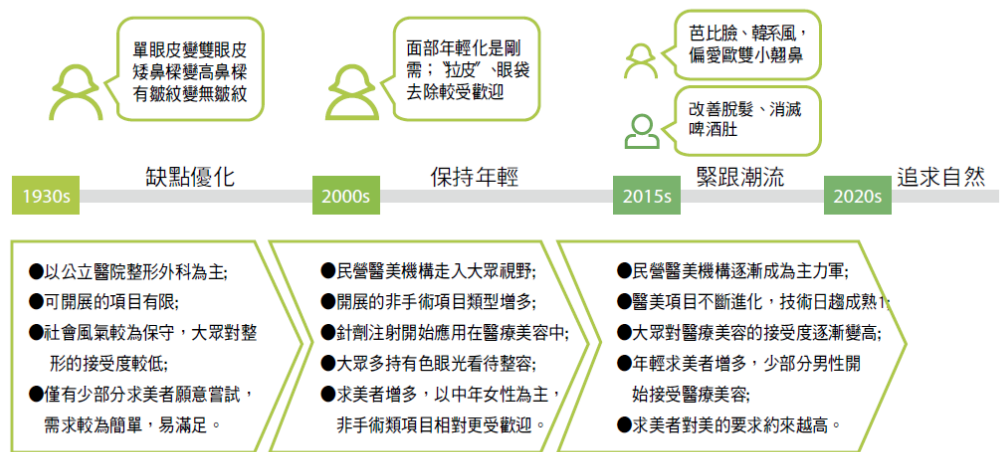 單眼皮變雙眼皮
矮鼻樑變高鼻樑
有皺紋變無皺紋
面部年輕化是剛
需；〝拉皮〞、眼袋
去除較受歡迎
芭比臉、韓系風，
偏愛歐雙小翹鼻
改善脫髮、消滅
啤酒肚
1930s
缺點優化
2000s
保持年輕
2015s
緊跟潮流
2020s
追求自然
●以公立醫院整形外科為主;
●可開展的項目有限;
●社會風氣較為保守，大眾對整
形的接受度較低;
●僅有少部分求美者願意嘗試，
需求較為簡單，易滿足。
●民營醫美機構走入大眾視野;
●開展的非手術項目類型增多;
●針劑注射開始應用在醫療美容中;
●大眾多持有色眼光看待整容;
●求美者增多，以中年女性為主，
非手術類項目相對更受歡迎。
●民營醫美機構逐漸成為主力軍;
●醫美項目不斷進化，技術日趨成熟1;
●大眾對醫療美容的接受度逐漸變高;
●年輕求美者增多，少部分男性開
始接受醫療美容;
●求美者對美的要求約來越高。